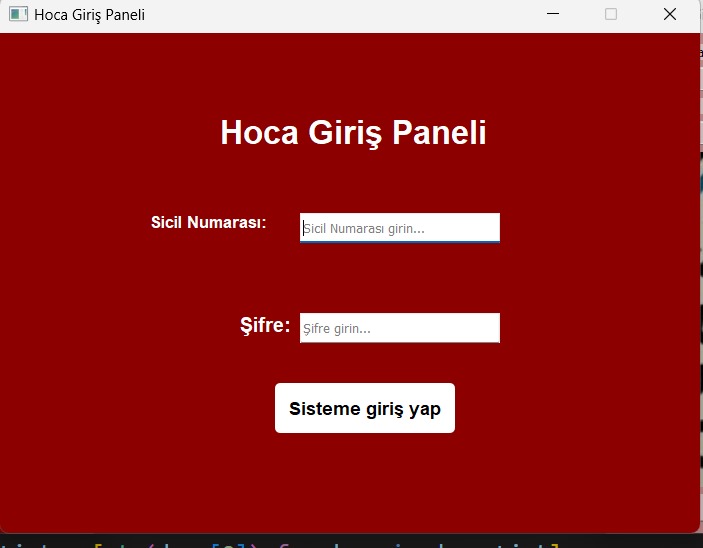 Hoca Giriş Paneli
Hoca Giriş Paneli
Sicil Numarası:
Sicil Numarası girin...
Şifre:
Şifre girin...
Sisteme giriş yap